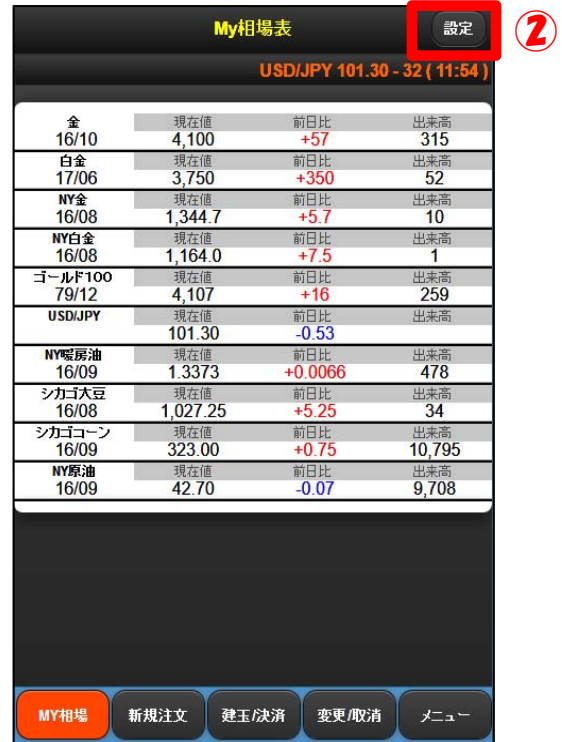 My相場表 設定 ②
USD/JPY 101.30 - 32 ( 11:54 )
金 現在値 前日比 出来高
16/10 4,100 +57 315
白金 現在値 前日比 出来高
17/06 3,750 +350 52
NY金 現在値 前日比 出来高
16/08 1,344.7 +5.7 10
NY白金 現在値 前日比 出来高
16/08 1,164.0 +7.5 1
ゴールド100 現在値 前日比 出来高
79/12 4,107 +16 259
USD/JPY 現在値 前日比 出来高
101.30 -0.53
NY暖房油 現在値 前日比 出来高
16/09 1.3373 +0.0066 478
シカゴ大豆 現在値 前日比 出来高
16/08 1,027.25 +5.25 34
シカゴコーン 現在値 前日比 出来高
16/09 323.00 +0.75 10,795
NY原油 現在値 前日比 出来高
16/09 42.70 -0.07 9,708
MY相場 新規注文 建玉/決済 変更/取消 メニュー